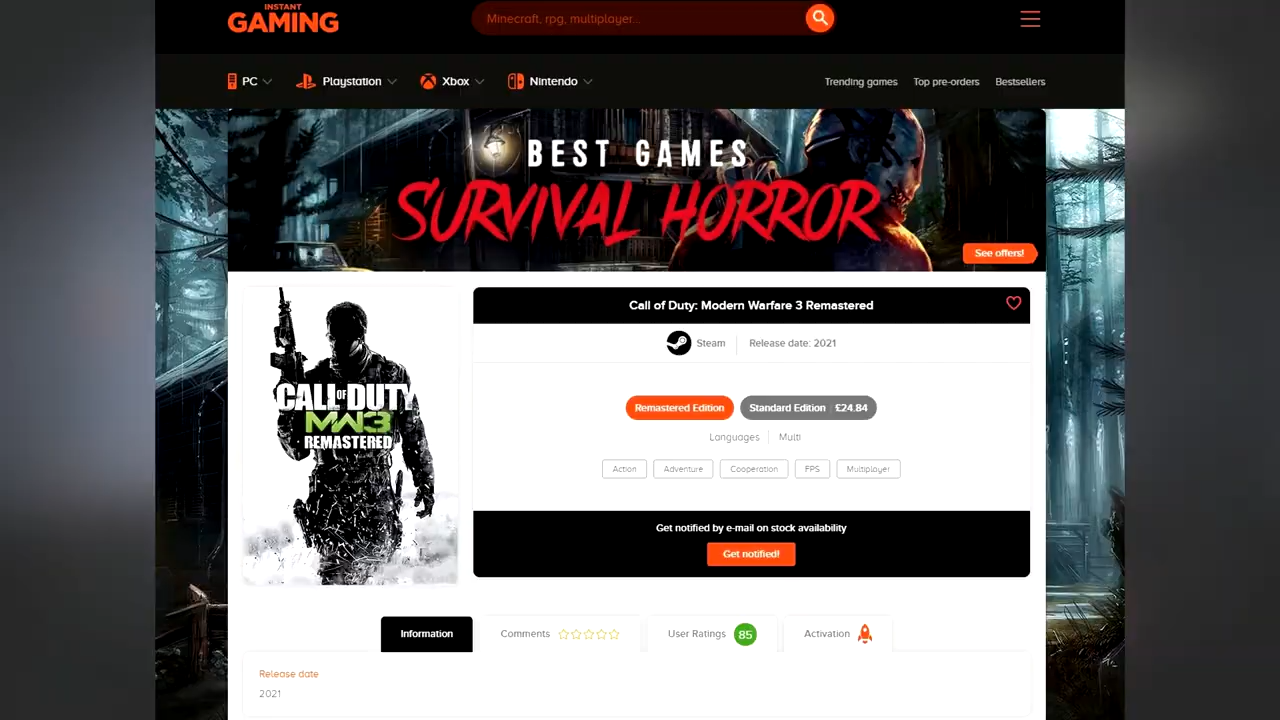 INSTANT
GAMING
Minecraft, rpg, multiplayer...
PC
Playstation
Xbox
Nintendo
Trending games
Top pre-orders
Bestsellers
BEST GAMES
SURVIVAL HORROR
See offers!
CALL OF DUTY
MW3
REMASTERED
Call of Duty: Modern Warfare 3 Remastered
Steam
Release date: 2021
Remastered Edition
Standard Edition £24.84
Languages Multi
Action
Adventure
Cooperation
FPS
Multiplayer
Get notified by e-mail on stock availability
Get notified!
Information
Comments
User Ratings 85
Activation
Release date
2021